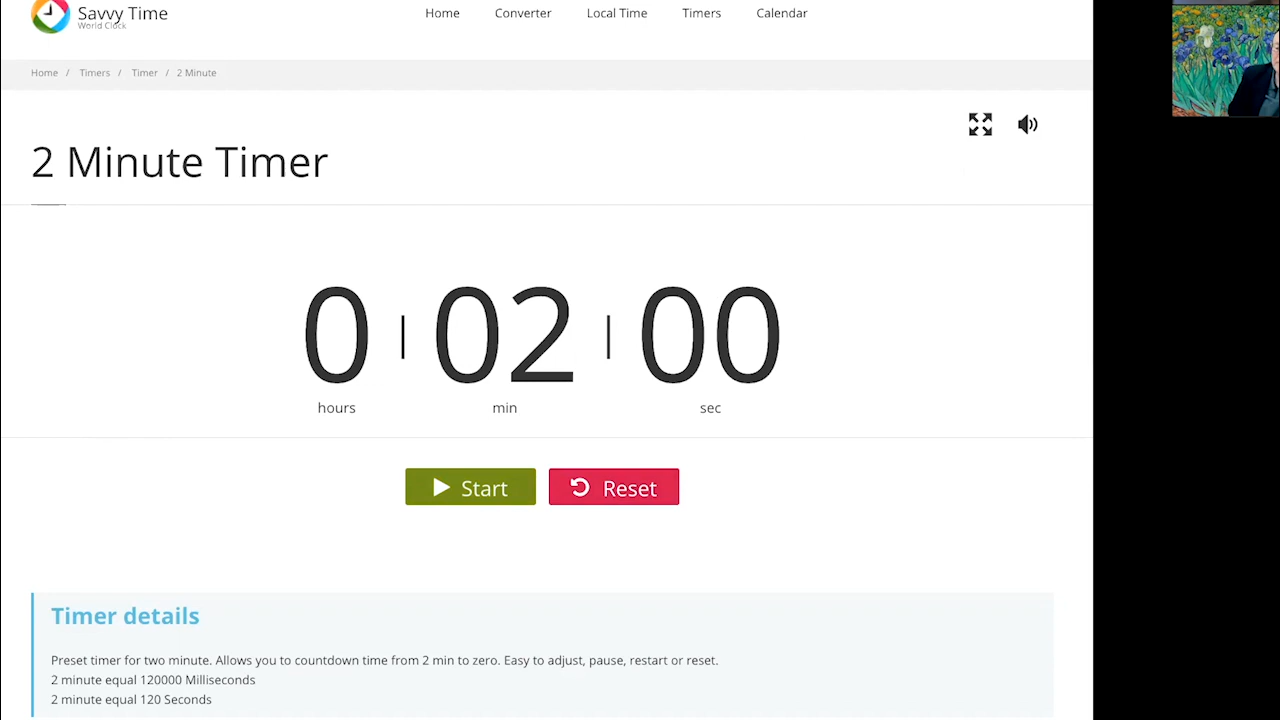 Savvy Time
World Clock
Home Converter Local Time Timers Calendar
Home / Timers / Timer / 2 Minute
2 Minute Timer
0 02 00
hours min sec
Start Reset
Timer details
Preset timer for two minute. Allows you to countdown time from 2 min to zero. Easy to adjust, pause, restart or reset.
2 minute equal 120000 Milliseconds
2 minute equal 120 Seconds